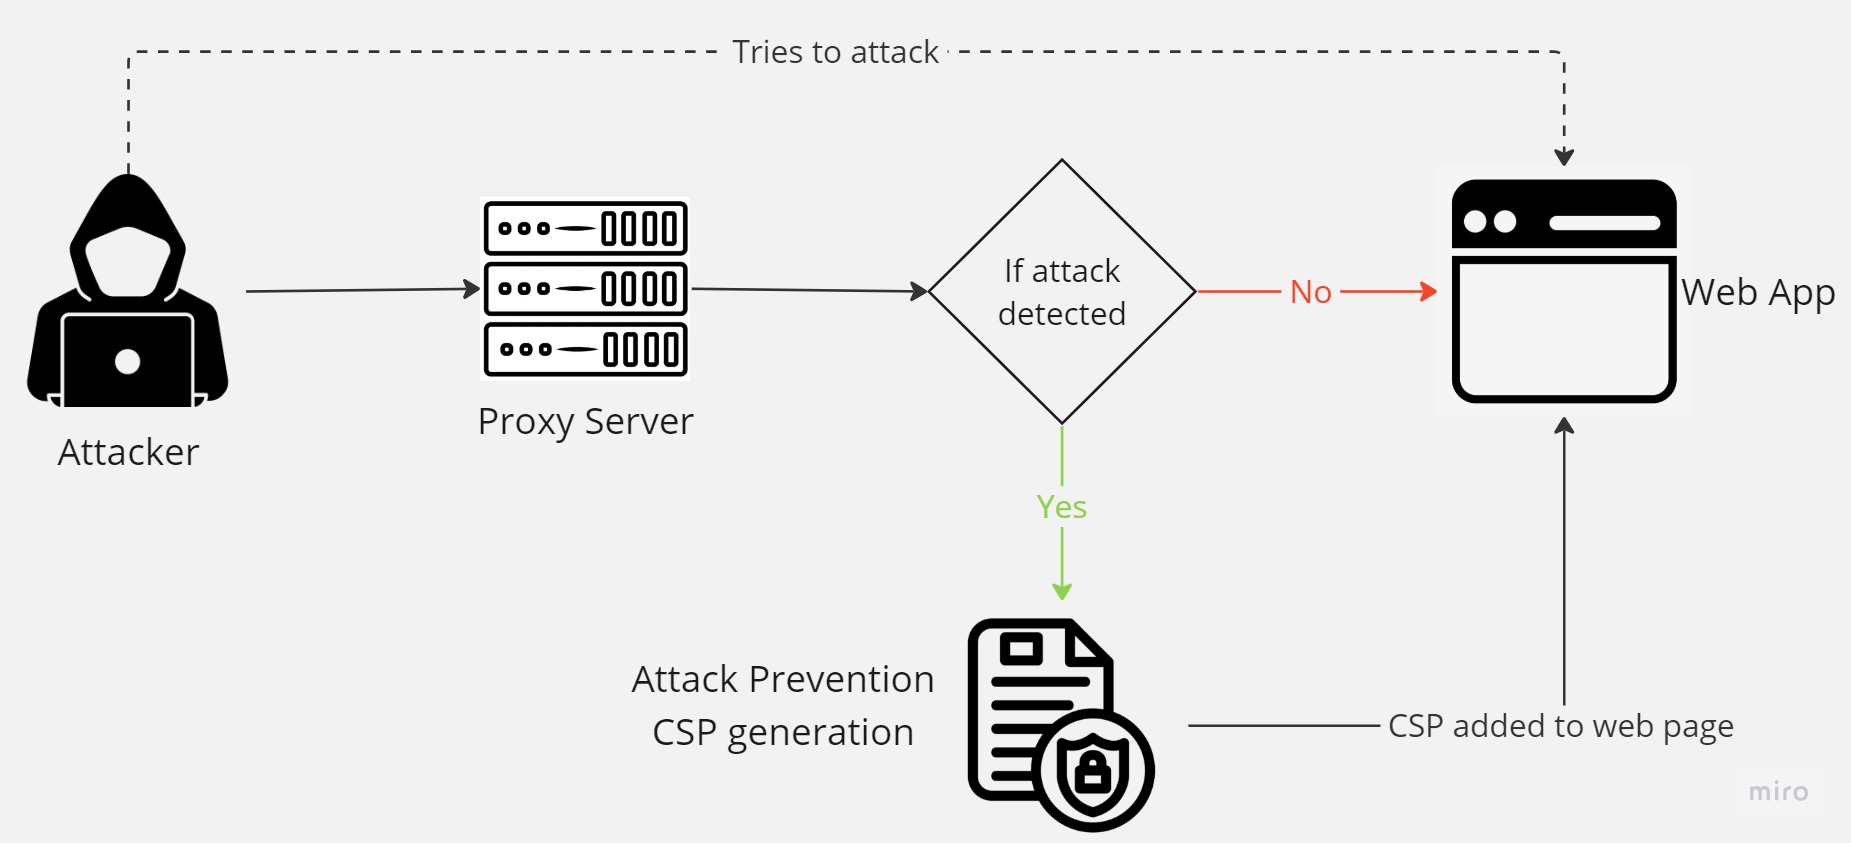 Tries to attack
If attack
detected
No
Web App
Proxy Server
Attacker
Yes
Attack Prevention
CSP generation
CSP added to web page
miro